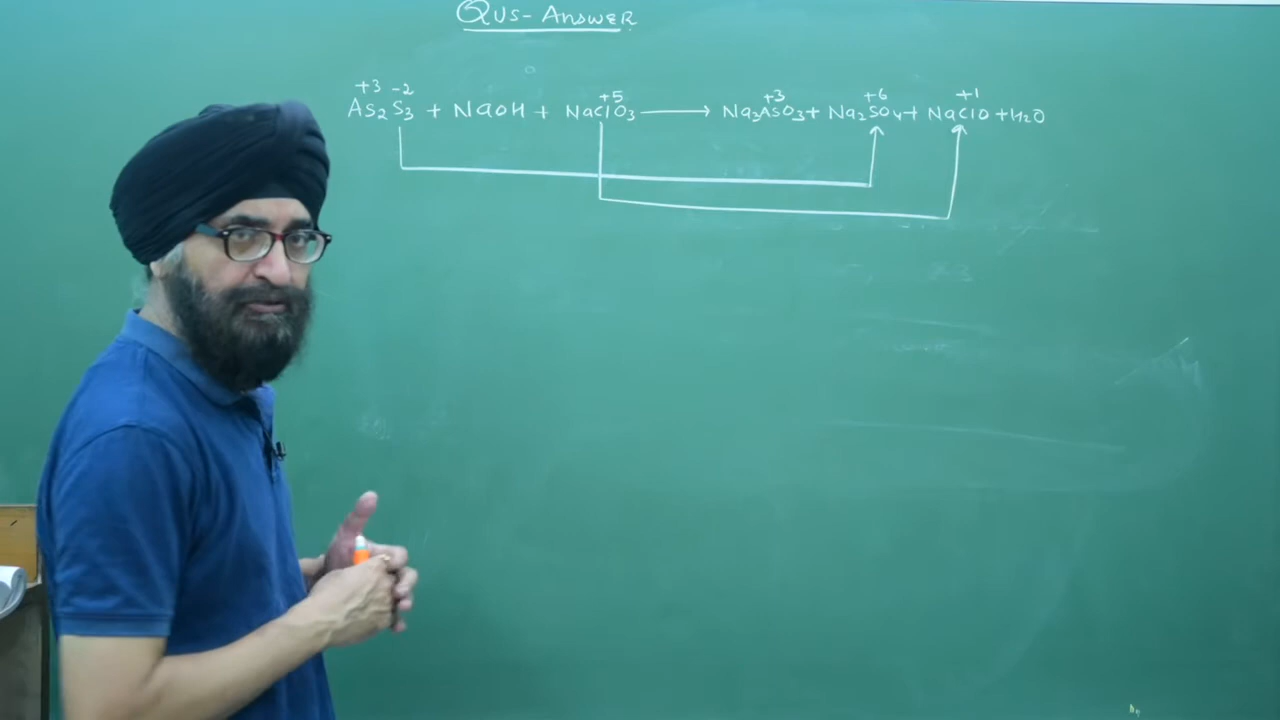 QUS- ANSWER
+3 -2 +5 +3 +6 +1
As₂S₃ + NaOH + NaClO₃ ⟶ Na₃AsO₃ + Na₂SO₄ + NaClO + H₂O